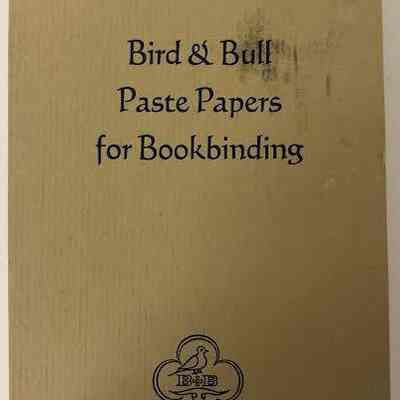 Bird & Bull
Paste Papers
for Bookbinding
B B